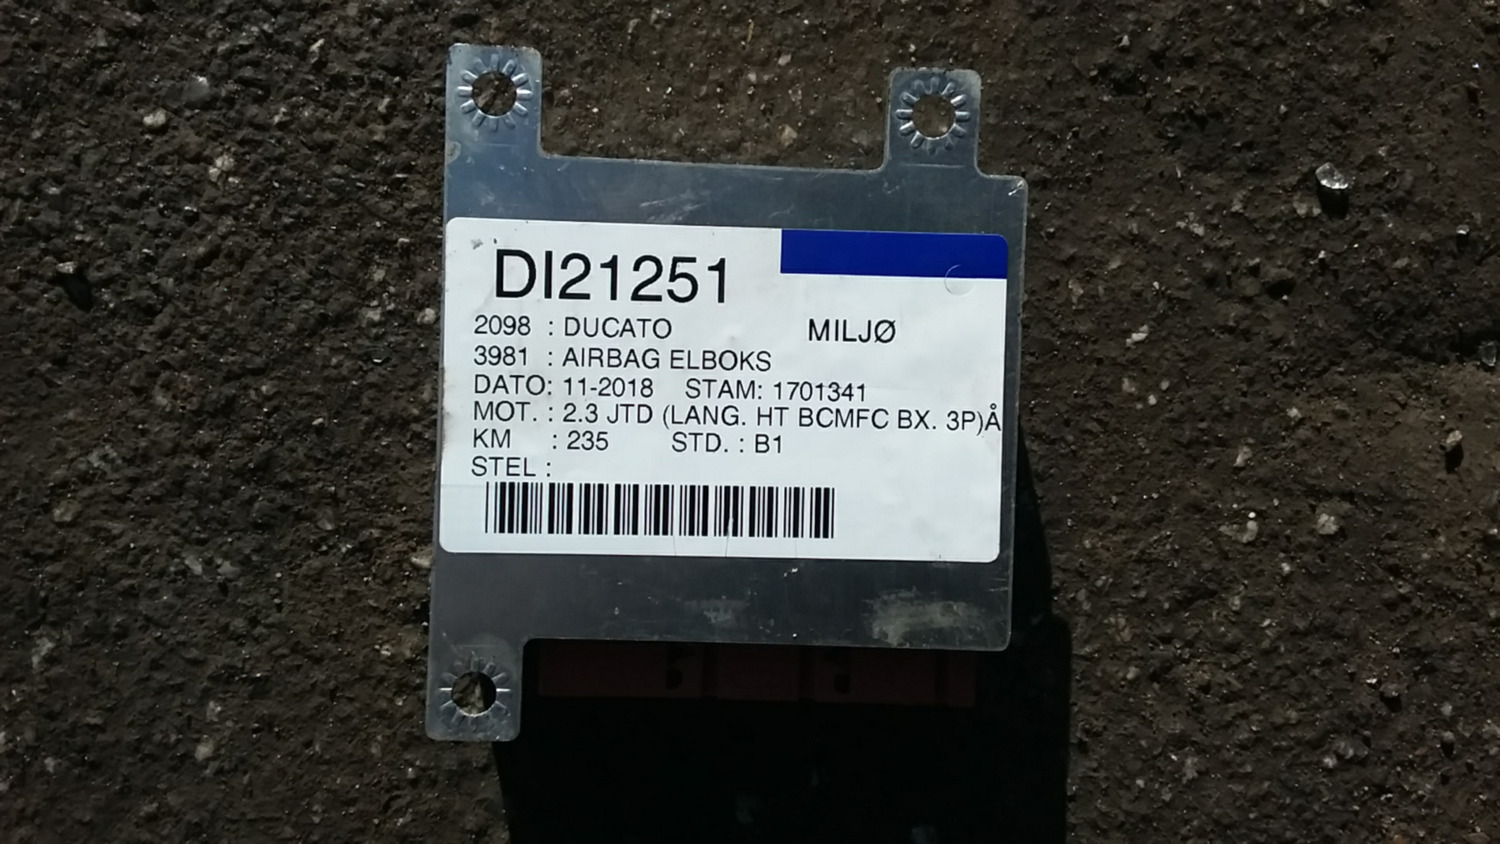 DI21251
2098 : DUCATO MILJØ
3981 : AIRBAG ELBOKS
DATO: 11-2018 STAM: 1701341
MOT. : 2.3 JTD (LANG. HT BCMFC BX. 3P)Å
KM : 235 STD. : B1
STEL :